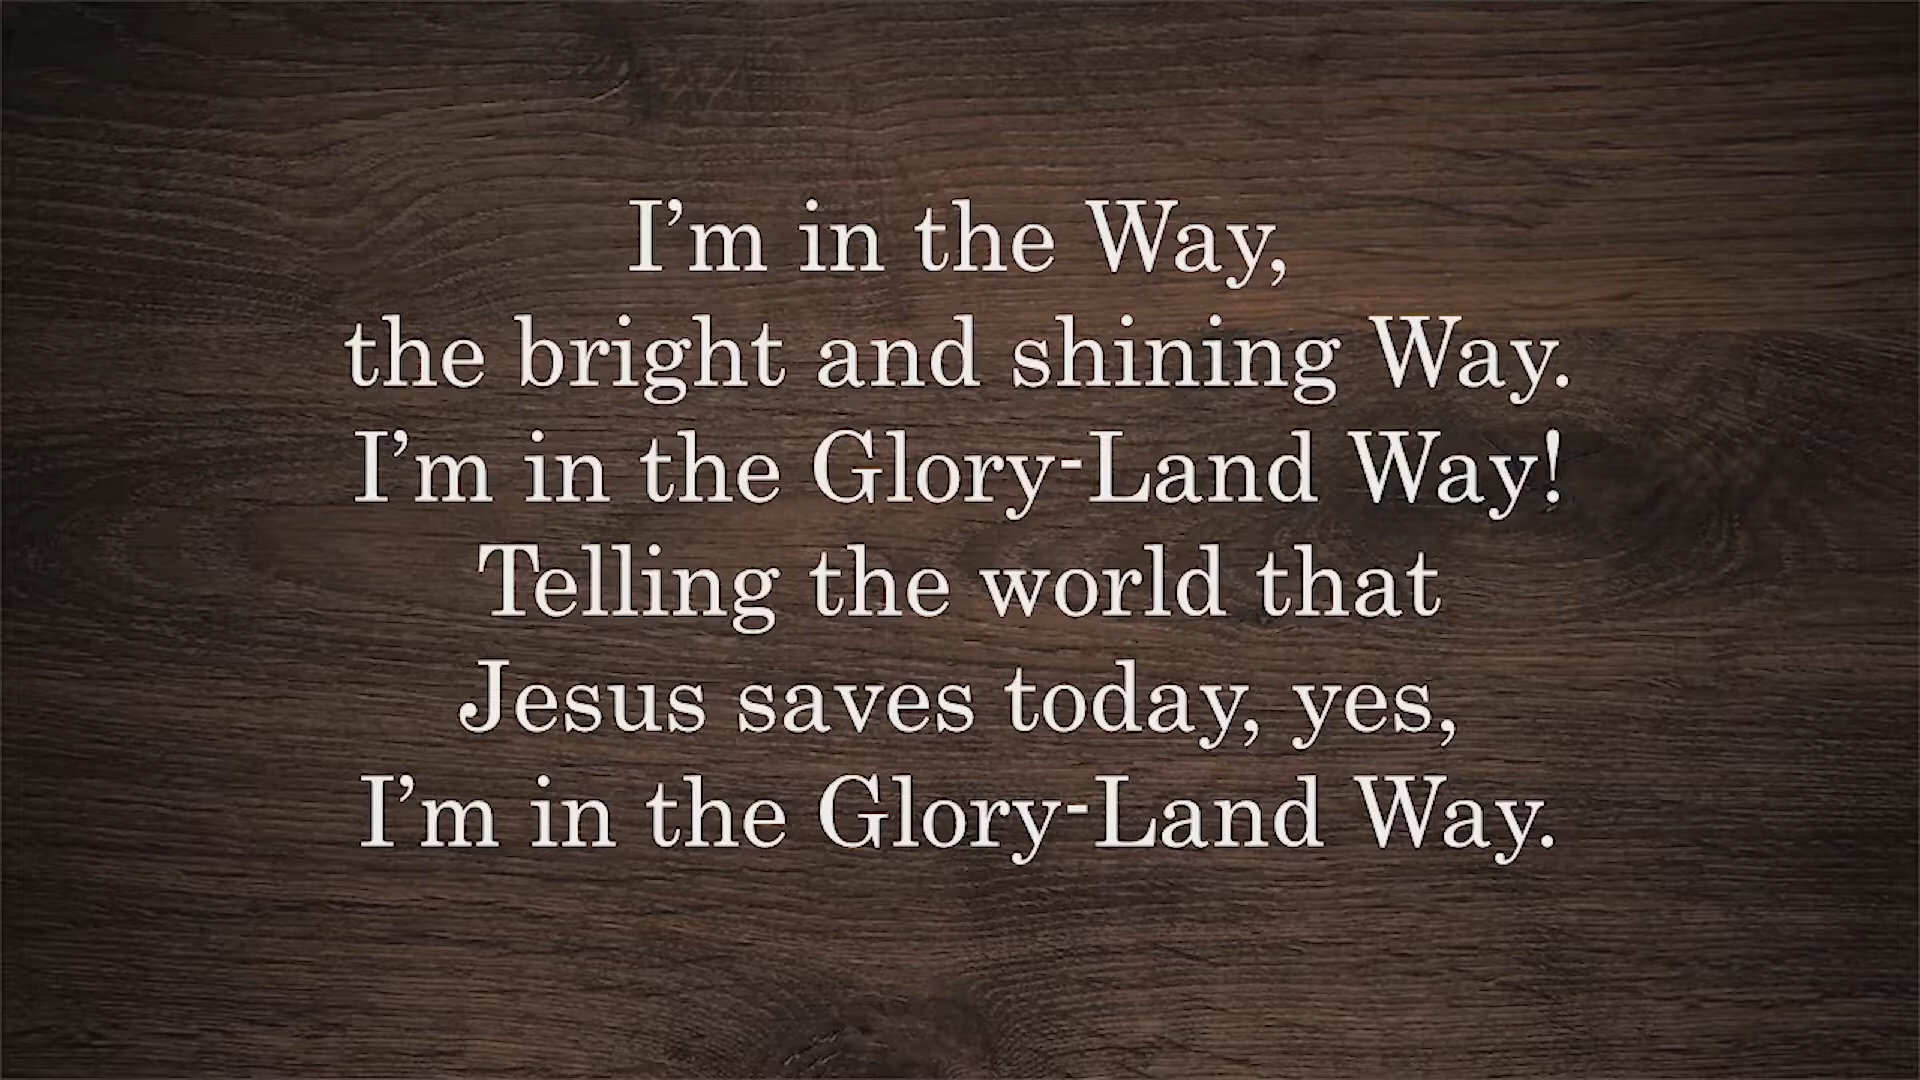 I’m in the Way,
the bright and shining Way.
I’m in the Glory-Land Way!
Telling the world that
Jesus saves today, yes,
I’m in the Glory-Land Way.